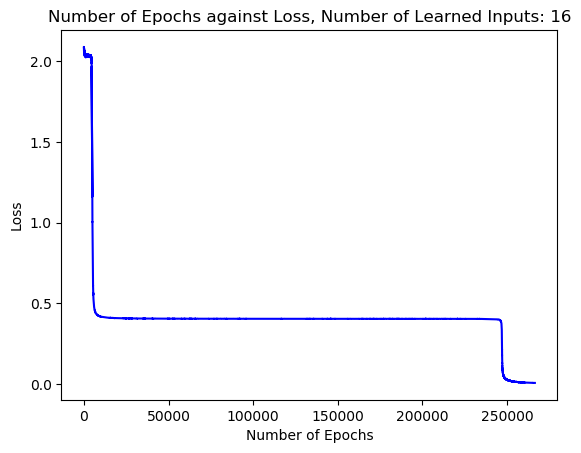 Number of Epochs against Loss, Number of Learned Inputs: 16
2.0
1.5
1.0
0.5
0.0
Loss
0 50000 100000 150000 200000 250000
Number of Epochs